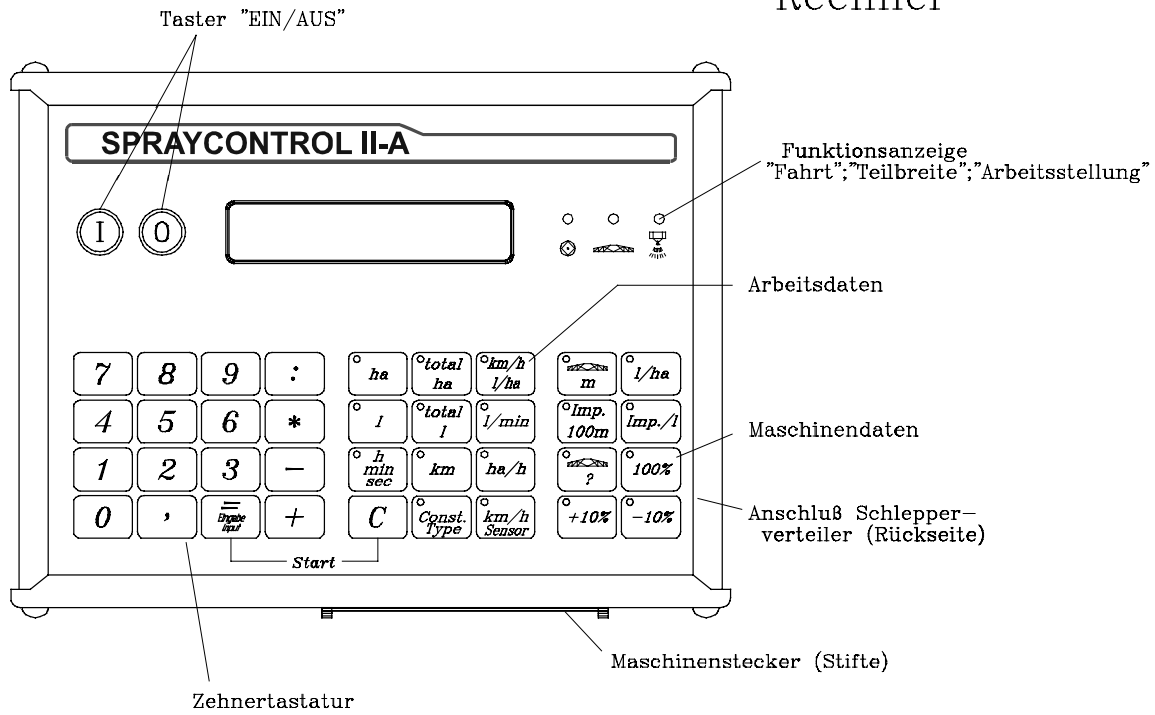 Rechner
Taster "EIN/AUS"
SPRAYCONTROL II-A
Funktionsanzeige
"Fahrt";"Teilbreite";"Arbeitsstellung"
I 0
Arbeitsdaten
7 8 9 :
ha
total
ha
km/h
l/ha
m
l/ha
4 5 6 *
l
total
l
l/min
Imp.
100m
Imp./l
Maschinendaten
1 2 3 −
h
min
sec
km
ha/h
?
100%
0 , 
Eingabe
Input
+
C
Const.
Type
km/h
Sensor
+10%
-10%
Anschluß Schlepper-
verteiler (Rückseite)
Start
Maschinenstecker (Stifte)
Zehnertastatur